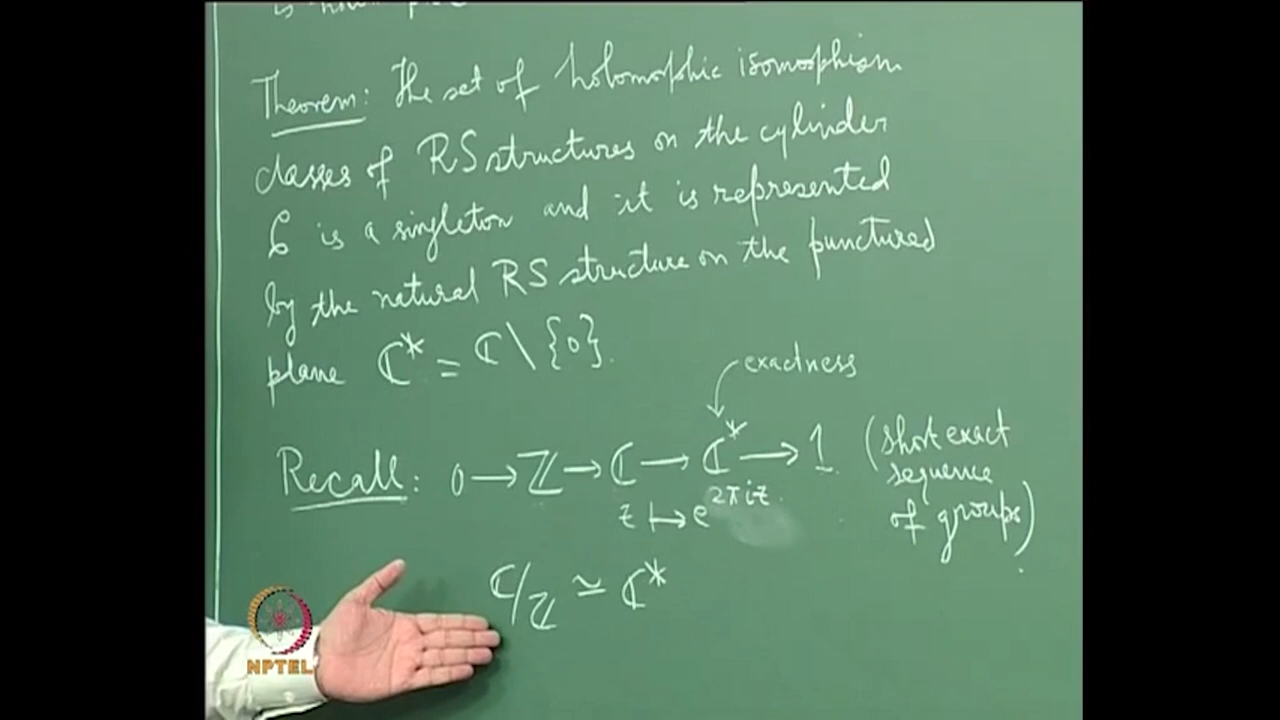 Theorem: The set of holomorphic isomorphism
classes of RS structures on the cylinder
is a singleton and it is represented
by the natural RS structure on the punctured
plane ℂ* = ℂ \ {0}.
exactness
Recall: 0 → ℤ → ℂ → ℂ* → 1 (short exact
sequence
z ↦ e^{2πiz}
of groups)
ℂ/ℤ ≃ ℂ*
NPTEL